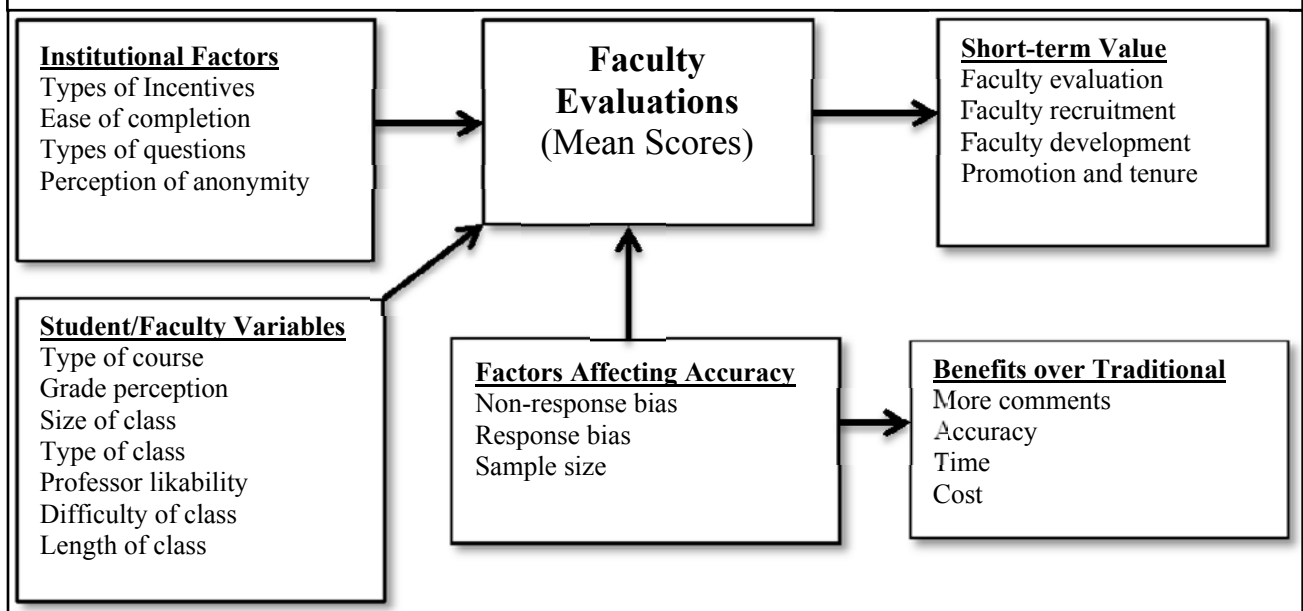 Institutional Factors
Types of Incentives
Ease of completion
Types of questions
Perception of anonymity
Faculty
Evaluations
(Mean Scores)
Short-term Value
Faculty evaluation
Faculty recruitment
Faculty development
Promotion and tenure
Student/Faculty Variables
Type of course
Grade perception
Size of class
Type of class
Professor likability
Difficulty of class
Length of class
Factors Affecting Accuracy
Non-response bias
Response bias
Sample size
Benefits over Traditional
More comments
Accuracy
Time
Cost